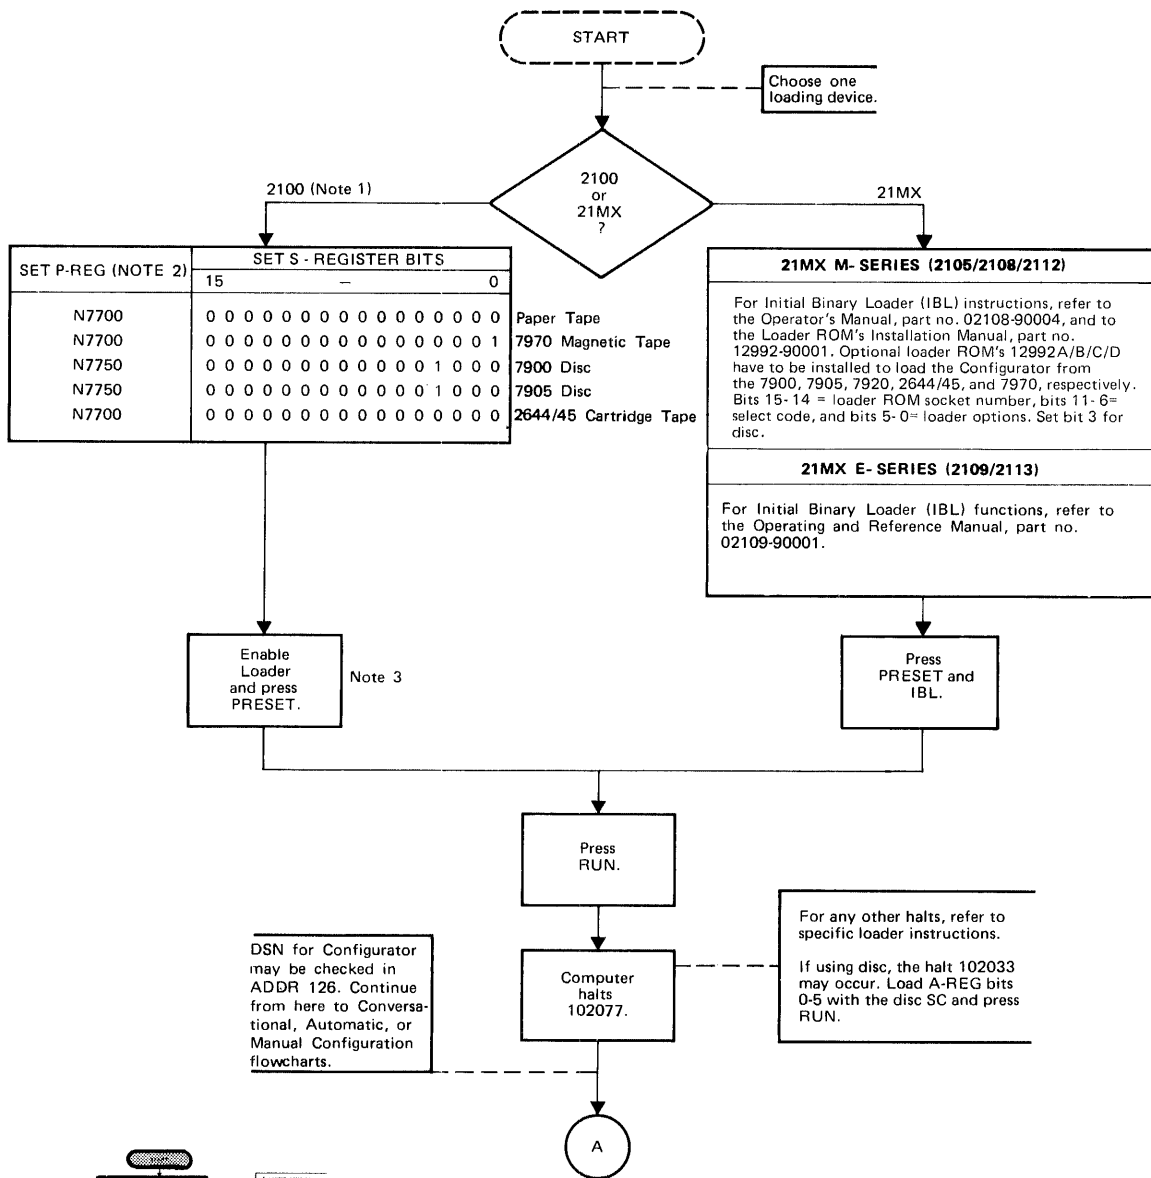 START
Choose one
loading device.
2100
or
21MX
?
2100 (Note 1)
21MX
SET P-REG (NOTE 2) SET S - REGISTER BITS
15 – 0
N7700 0 0 0 0 0 0 0 0 0 0 0 0 0 0 0 0 Paper Tape
N7700 0 0 0 0 0 0 0 0 0 0 0 0 0 0 0 1 7970 Magnetic Tape
N7750 0 0 0 0 0 0 0 0 0 0 0 0 1 0 0 0 7900 Disc
N7750 0 0 0 0 0 0 0 0 0 0 0 0 1 0 0 0 7905 Disc
N7700 0 0 0 0 0 0 0 0 0 0 0 0 0 0 0 0 2644/45 Cartridge Tape
21MX M-SERIES (2105/2108/2112)
For Initial Binary Loader (IBL) instructions, refer to
the Operator's Manual, part no. 02108-90004, and to
the Loader ROM's Installation Manual, part no.
12992-90001. Optional loader ROM's 12992A/B/C/D
have to be installed to load the Configurator from
the 7900, 7905, 7920, 2644/45, and 7970, respectively.
Bits 15-14 = loader ROM socket number, bits 11-6=
select code, and bits 5-0= loader options. Set bit 3 for
disc.
21MX E-SERIES (2109/2113)
For Initial Binary Loader (IBL) functions, refer to
the Operating and Reference Manual, part no.
02109-90001.
Enable
Loader
and press
PRESET.
Note 3
Press
PRESET and
IBL.
Press
RUN.
DSN for Configurator
may be checked in
ADDR 126. Continue
from here to Conversa-
tional, Automatic, or
Manual Configuration
flowcharts.
Computer
halts
102077.
For any other halts, refer to
specific loader instructions.
If using disc, the halt 102033
may occur. Load A-REG bits
0-5 with the disc SC and press
RUN.
A